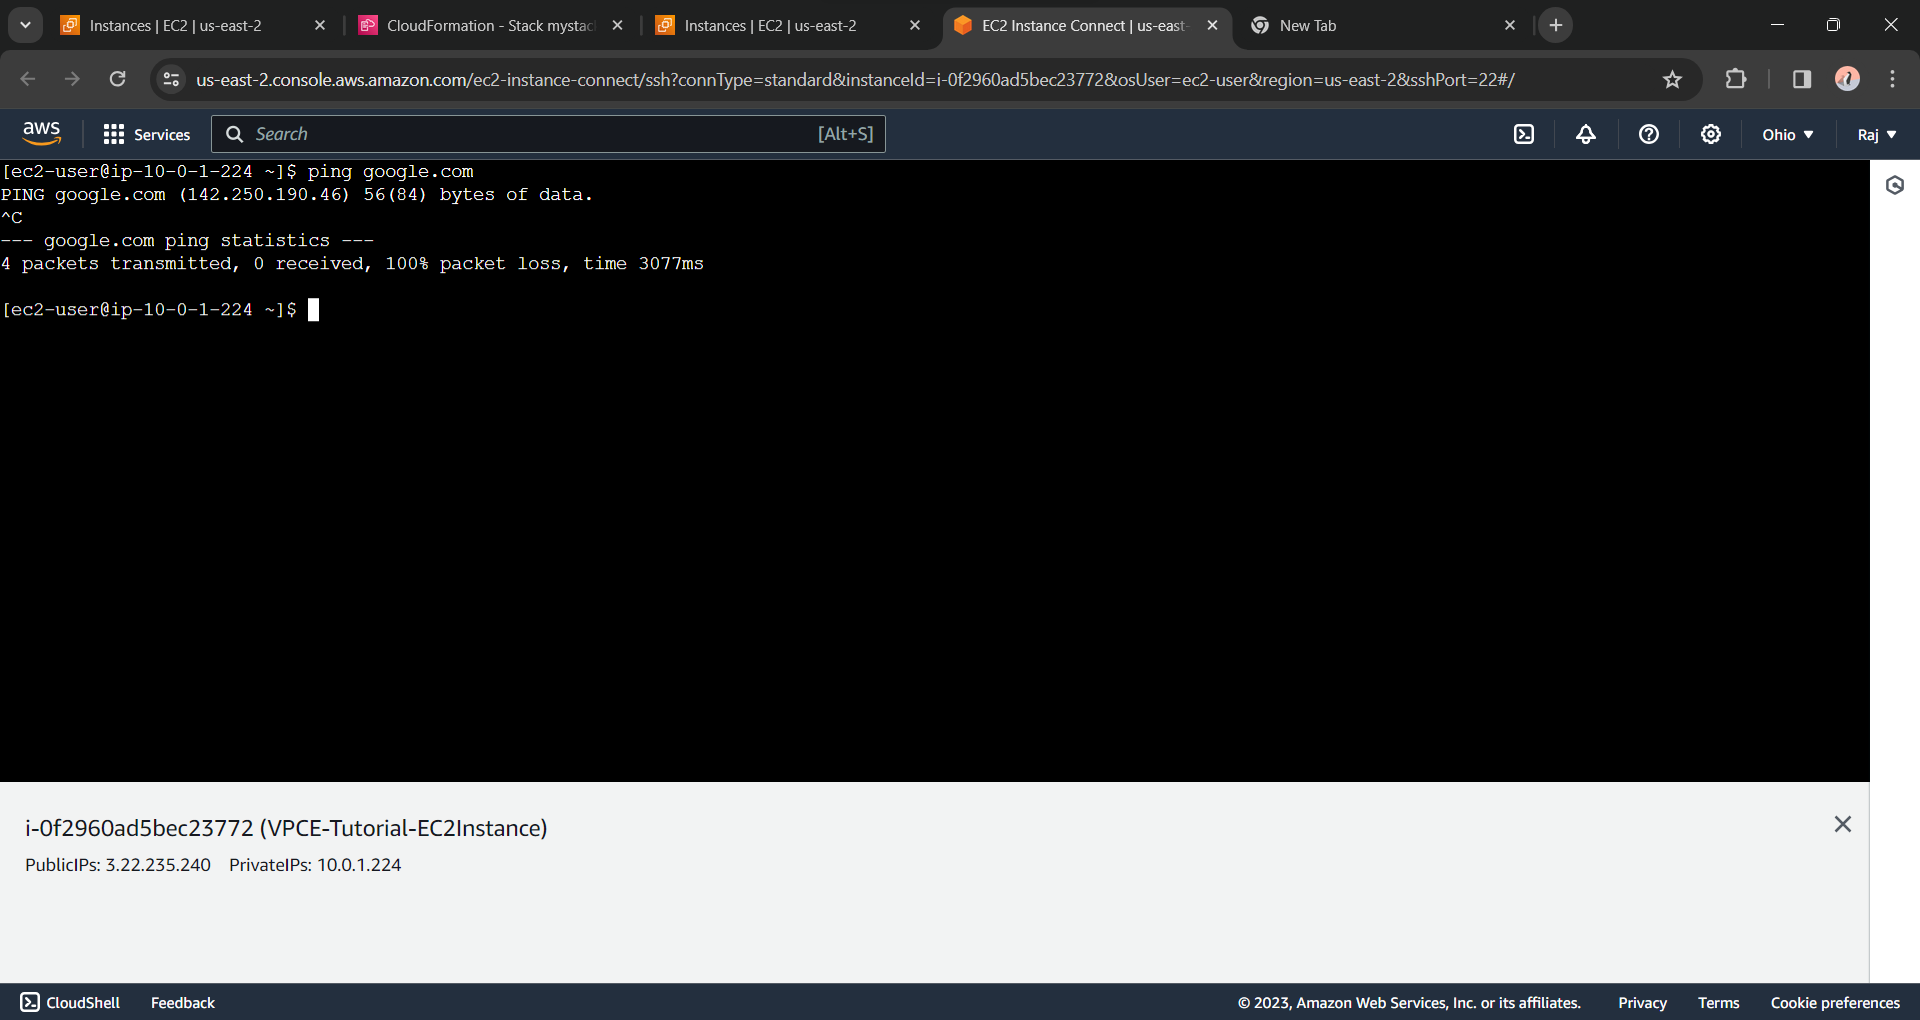 Instances | EC2 | us-east-2
CloudFormation - Stack mystac
Instances | EC2 | us-east-2
EC2 Instance Connect | us-east-
New Tab
us-east-2.console.aws.amazon.com/ec2-instance-connect/ssh?connType=standard&instanceId=i-0f2960ad5bec23772&osUser=ec2-user&region=us-east-2&sshPort=22#/
aws
Services
Search
[Alt+S]
Ohio
Raj
[ec2-user@ip-10-0-1-224 ~]$ ping google.com
PING google.com (142.250.190.46) 56(84) bytes of data.
^C
--- google.com ping statistics ---
4 packets transmitted, 0 received, 100% packet loss, time 3077ms
[ec2-user@ip-10-0-1-224 ~]$
i-0f2960ad5bec23772 (VPCE-Tutorial-EC2Instance)
PublicIPs: 3.22.235.240 PrivateIPs: 10.0.1.224
CloudShell
Feedback
© 2023, Amazon Web Services, Inc. or its affiliates.
Privacy
Terms
Cookie preferences